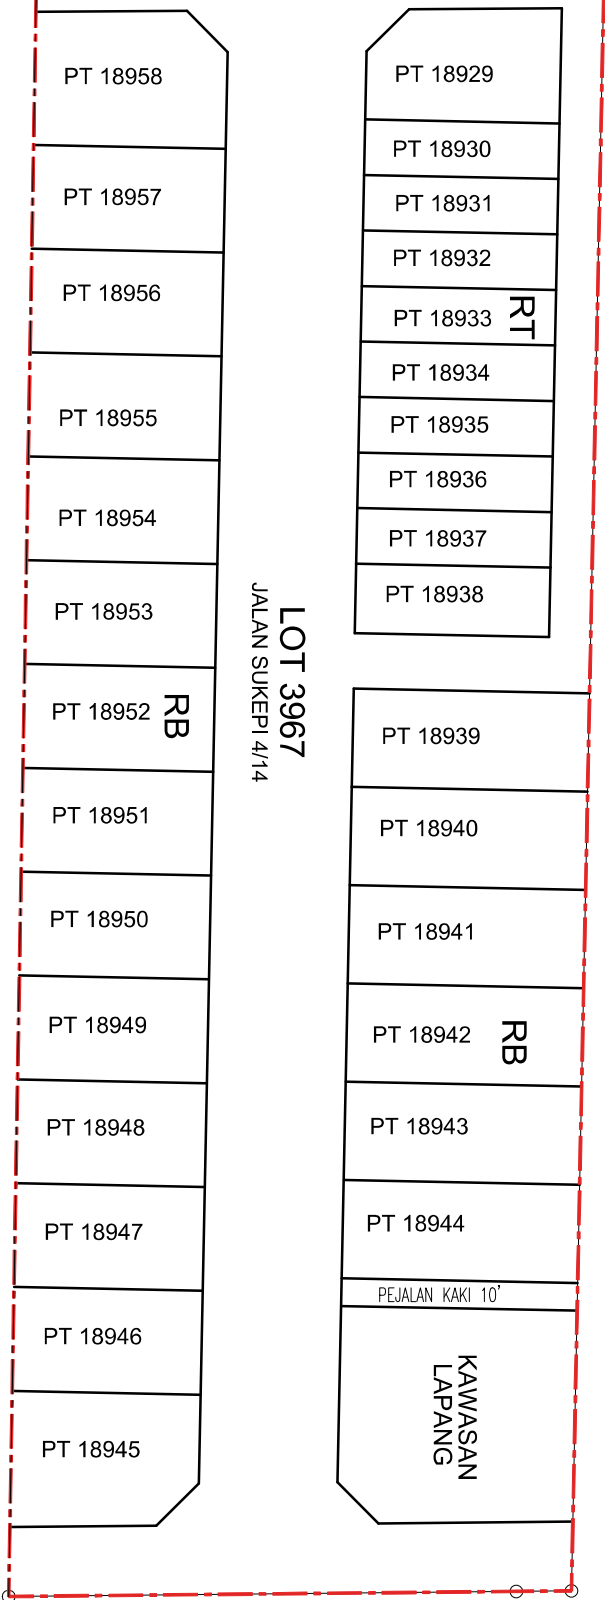 PT 18958
PT 18957
PT 18956
PT 18955
PT 18954
PT 18953
PT 18952
RB
PT 18951
PT 18950
PT 18949
PT 18948
PT 18947
PT 18946
PT 18945
LOT 3967
JALAN SUKEPI 4/14
PT 18929
PT 18930
PT 18931
PT 18932
PT 18933
RT
PT 18934
PT 18935
PT 18936
PT 18937
PT 18938
PT 18939
PT 18940
PT 18941
PT 18942
RB
PT 18943
PT 18944
PEJALAN KAKI 10'
KAWASAN
LAPANG